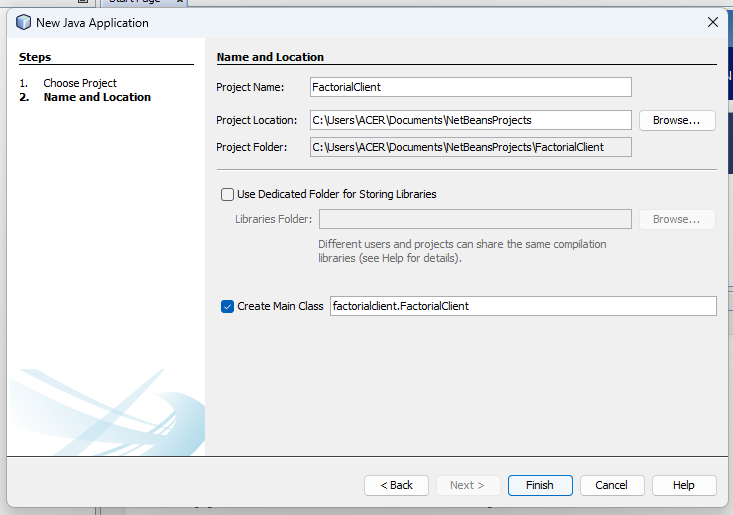 Start Page
New Java Application
Steps
1. Choose Project
2. Name and Location
Name and Location
Project Name: FactorialClient
Project Location: C:\Users\ACER\Documents\NetBeansProjects Browse...
Project Folder: C:\Users\ACER\Documents\NetBeansProjects\FactorialClient
Use Dedicated Folder for Storing Libraries
Libraries Folder: Browse...
Different users and projects can share the same compilation
libraries (see Help for details).
Create Main Class factorialclient.FactorialClient
< Back Next > Finish Cancel Help